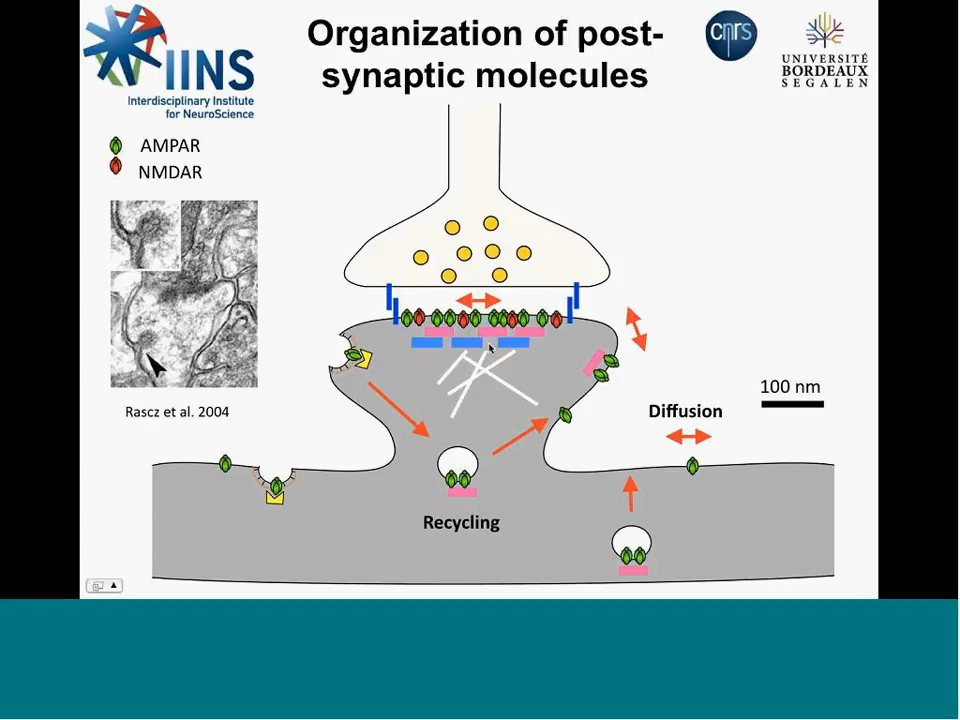 Organization of post-
synaptic molecules
IINS
Interdisciplinary Institute
for NeuroScience
cnrs
UNIVERSITÉ
BORDEAUX
SEGALEN
AMPAR
NMDAR
Rascz et al. 2004
100 nm
Diffusion
Recycling